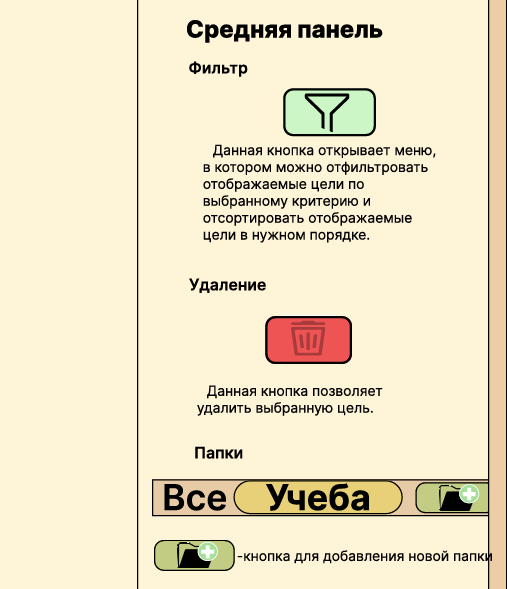 Средняя панель
Фильтр
Данная кнопка открывает меню,
в котором можно отфильтровать
отображаемые цели по
выбранному критерию и
отсортировать отображаемые
цели в нужном порядке.
Удаление
Данная кнопка позволяет
удалить выбранную цель.
Папки
Все Учеба
-кнопка для добавления новой папки